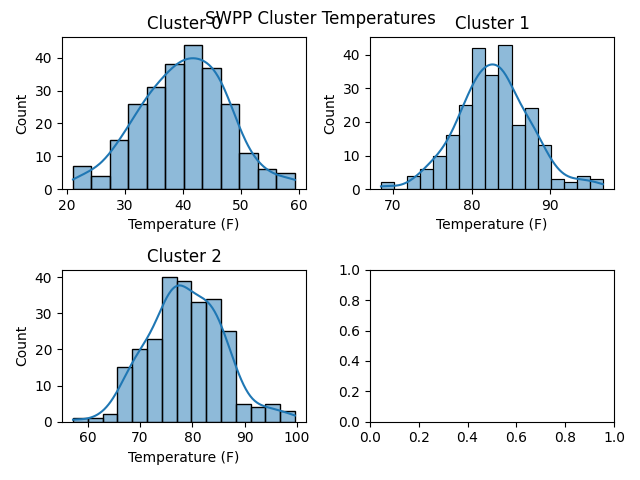 SWPP Cluster Temperatures
Cluster 0
Count
40
30
20
10
0
20 30 40 50 60
Temperature (F)
Cluster 1
Count
40
30
20
10
0
70 80 90
Temperature (F)
Cluster 2
Count
40
30
20
10
0
60 70 80 90 100
Temperature (F)
1.0
0.8
0.6
0.4
0.2
0.0
0.0 0.2 0.4 0.6 0.8 1.0